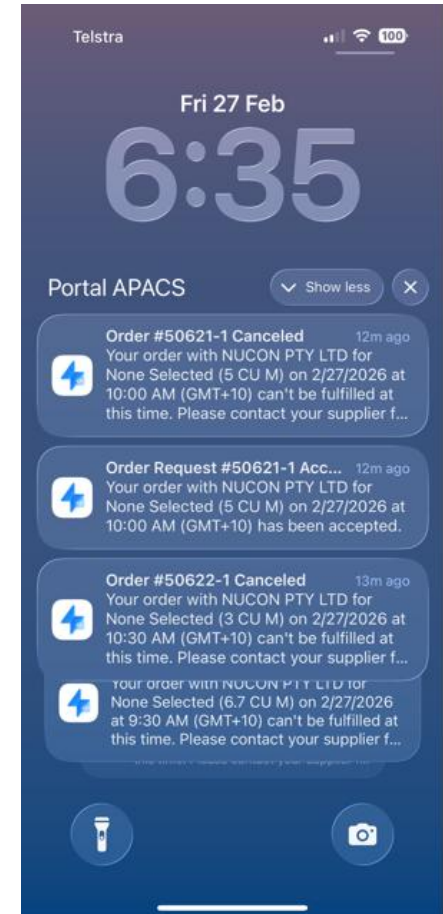 Telstra
100
Fri 27 Feb
6:35
Portal APACS
Show less
Order #50621-1 Canceled 12m ago
Your order with NUCON PTY LTD for
None Selected (5 CU M) on 2/27/2026 at
10:00 AM (GMT+10) can't be fulfilled at
this time. Please contact your supplier f...
Order Request #50621-1 Acc... 12m ago
Your order with NUCON PTY LTD for
None Selected (5 CU M) on 2/27/2026 at
10:00 AM (GMT+10) has been accepted.
Order #50622-1 Canceled 13m ago
Your order with NUCON PTY LTD for
None Selected (3 CU M) on 2/27/2026 at
10:30 AM (GMT+10) can't be fulfilled at
this time. Please contact your supplier f...
Your order with NUCON PTY LTD for
None Selected (6.7 CU M) on 2/27/2026
at 9:30 AM (GMT+10) can't be fulfilled at
this time. Please contact your supplier f...